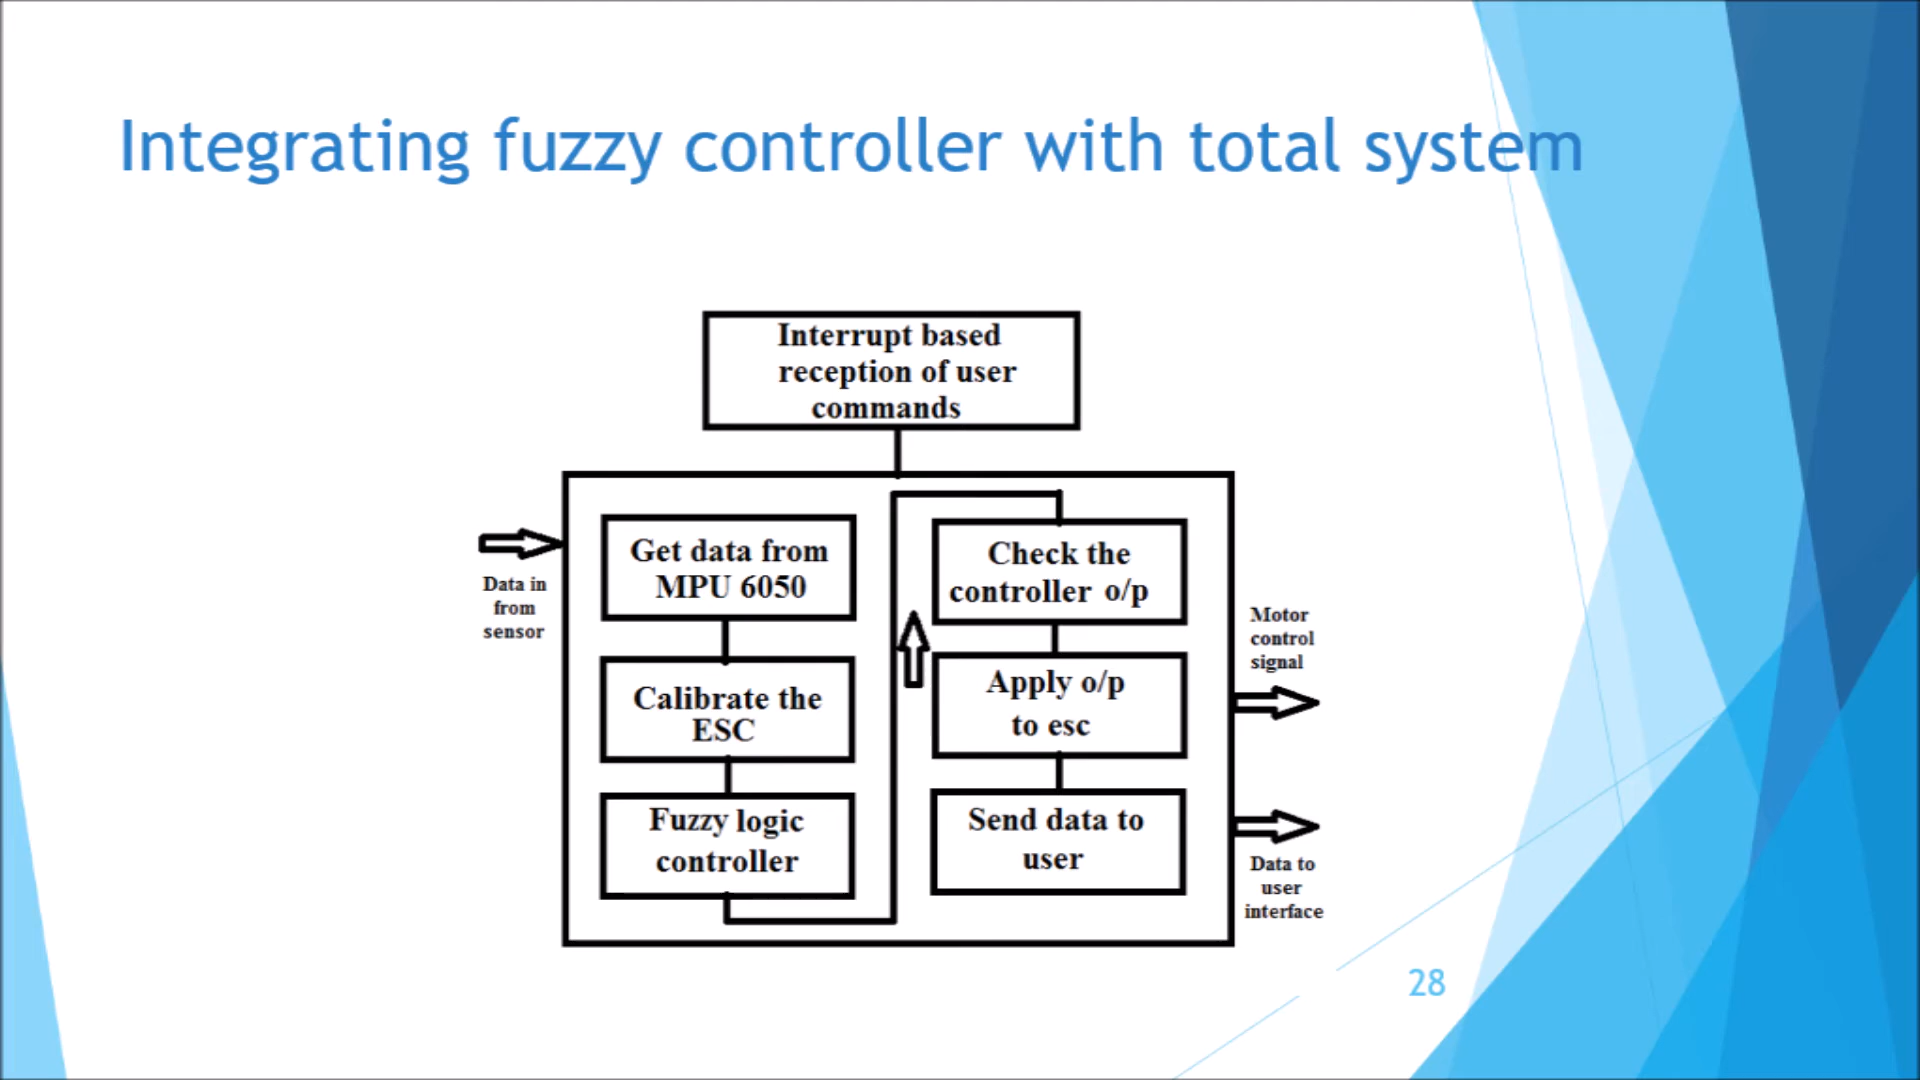 Integrating fuzzy controller with total system
Interrupt based
reception of user
commands
Data in
from
sensor
Get data from
MPU 6050
Calibrate the
ESC
Fuzzy logic
controller
Check the
controller o/p
Apply o/p
to esc
Send data to
user
Motor
control
signal
Data to
user
interface
28